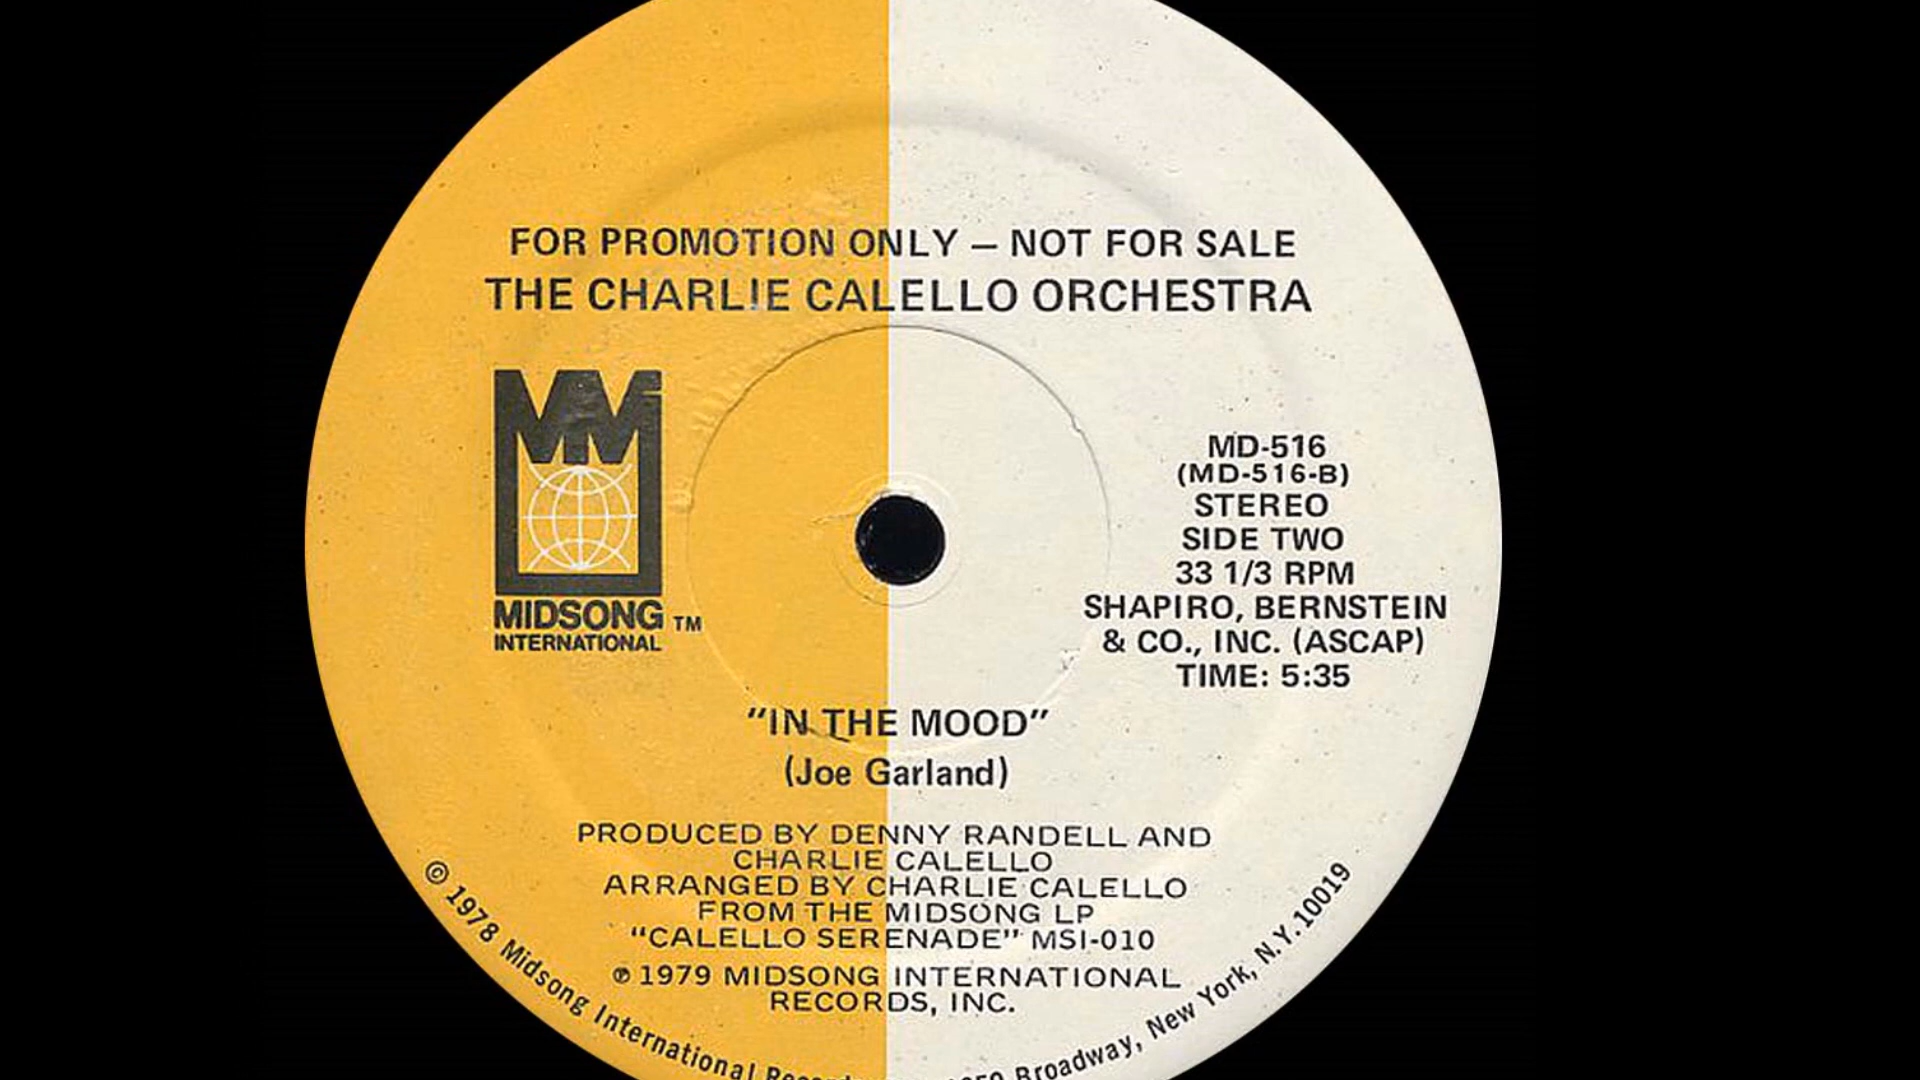 FOR PROMOTION ONLY – NOT FOR SALE
THE CHARLIE CALELLO ORCHESTRA
MIDSONG TM
INTERNATIONAL
MD-516
(MD-516-B)
STEREO
SIDE TWO
33 1/3 RPM
SHAPIRO, BERNSTEIN
& CO., INC. (ASCAP)
TIME: 5:35
"IN THE MOOD"
(Joe Garland)
PRODUCED BY DENNY RANDELL AND
CHARLIE CALELLO
ARRANGED BY CHARLIE CALELLO
FROM THE MIDSONG LP
"CALELLO SERENADE" MSI-010
℗ 1979 MIDSONG INTERNATIONAL
RECORDS, INC.
© 1978 Midsong International Broadway, New York, N.Y. 10019